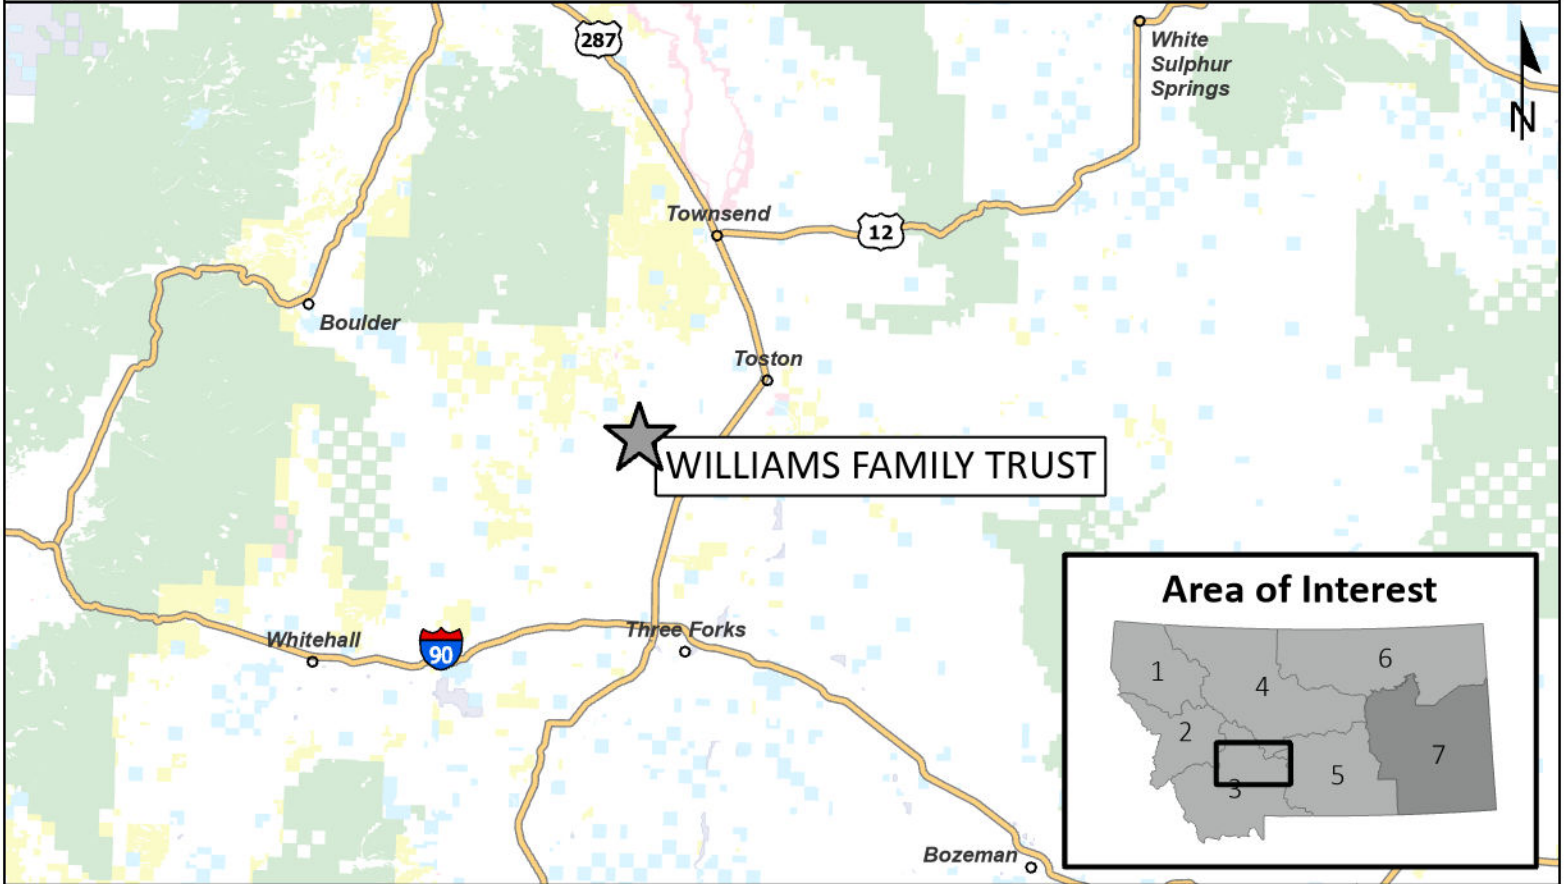 287
White
Sulphur
Springs
N
Townsend
12
Boulder
Toston
WILLIAMS FAMILY TRUST
Whitehall
90
Three Forks
Bozeman
Area of Interest
1
4
6
2
3
5
7